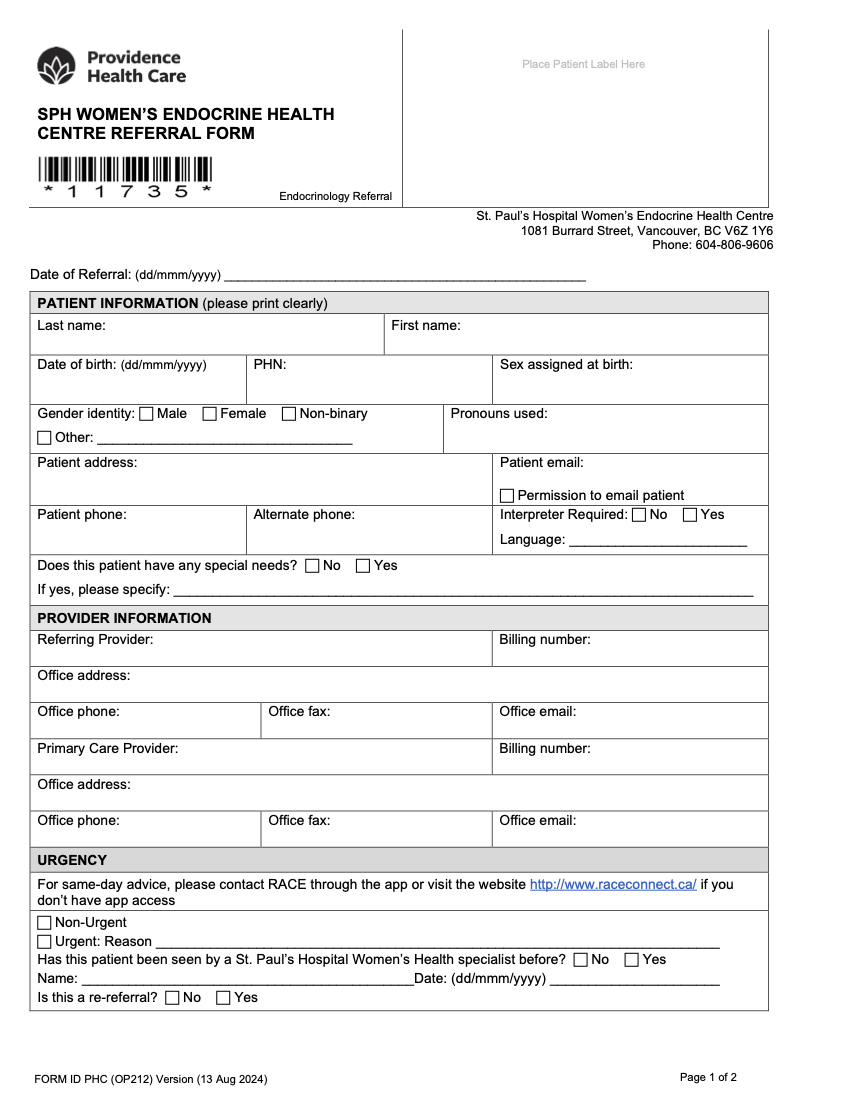 Providence
Health Care
Place Patient Label Here
SPH WOMEN'S ENDOCRINE HEALTH
CENTRE REFERRAL FORM
* 1 1 7 3 5 *
Endocrinology Referral
St. Paul's Hospital Women's Endocrine Health Centre
1081 Burrard Street, Vancouver, BC V6Z 1Y6
Phone: 604-806-9606
Date of Referral: (dd/mmm/yyyy) ____
PATIENT INFORMATION (please print clearly)
Last name: First name:
Date of birth: (dd/mmm/yyyy) PHN: Sex assigned at birth:
Gender identity: ☐ Male ☐ Female ☐ Non-binary Pronouns used:
☐ Other: ____
Patient address: Patient email:
☐ Permission to email patient
Patient phone: Alternate phone: Interpreter Required: ☐ No ☐ Yes
Language: ____
Does this patient have any special needs? ☐ No ☐ Yes
If yes, please specify: ____
PROVIDER INFORMATION
Referring Provider: Billing number:
Office address:
Office phone: Office fax: Office email:
Primary Care Provider: Billing number:
Office address:
Office phone: Office fax: Office email:
URGENCY
For same-day advice, please contact RACE through the app or visit the website http://www.raceconnect.ca/ if you
don't have app access
☐ Non-Urgent
☐ Urgent: Reason ____
Has this patient been seen by a St. Paul's Hospital Women's Health specialist before? ☐ No ☐ Yes
Name: ____Date: (dd/mmm/yyyy) ____
Is this a re-referral? ☐ No ☐ Yes
FORM ID PHC (OP212) Version (13 Aug 2024) Page 1 of 2